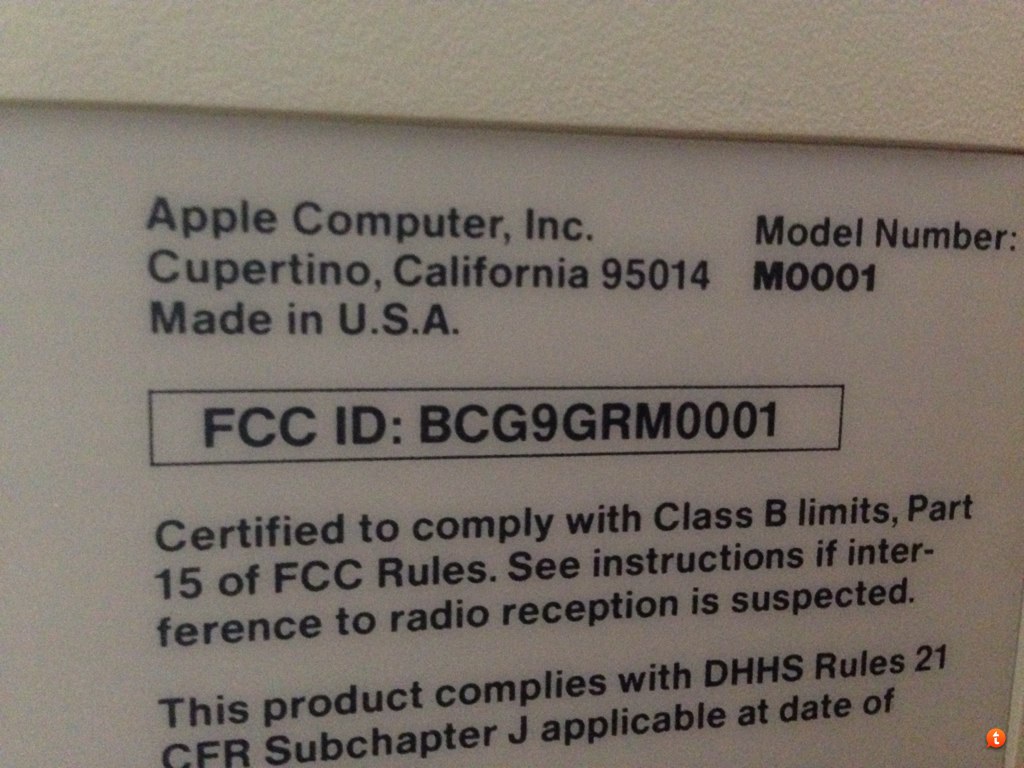 Apple Computer, Inc.
Cupertino, California 95014
Made in U.S.A.
Model Number:
M0001
FCC ID: BCG9GRM0001
Certified to comply with Class B limits, Part
15 of FCC Rules. See instructions if inter-
ference to radio reception is suspected.
This product complies with DHHS Rules 21
CFR Subchapter J applicable at date of
t